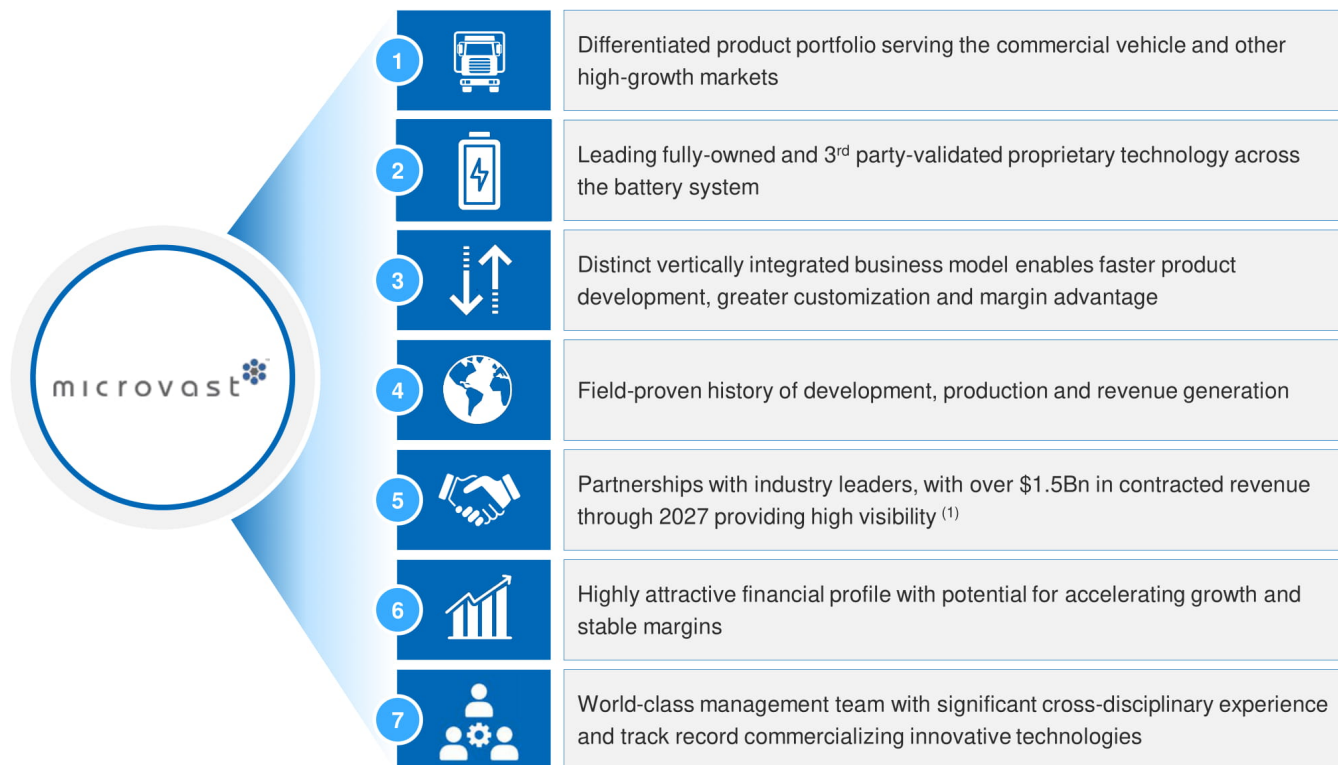 microvast™
1
Differentiated product portfolio serving the commercial vehicle and other
high-growth markets
2
Leading fully-owned and 3rd party-validated proprietary technology across
the battery system
3
Distinct vertically integrated business model enables faster product
development, greater customization and margin advantage
4
Field-proven history of development, production and revenue generation
5
Partnerships with industry leaders, with over $1.5Bn in contracted revenue
through 2027 providing high visibility (1)
6
Highly attractive financial profile with potential for accelerating growth and
stable margins
7
World-class management team with significant cross-disciplinary experience
and track record commercializing innovative technologies